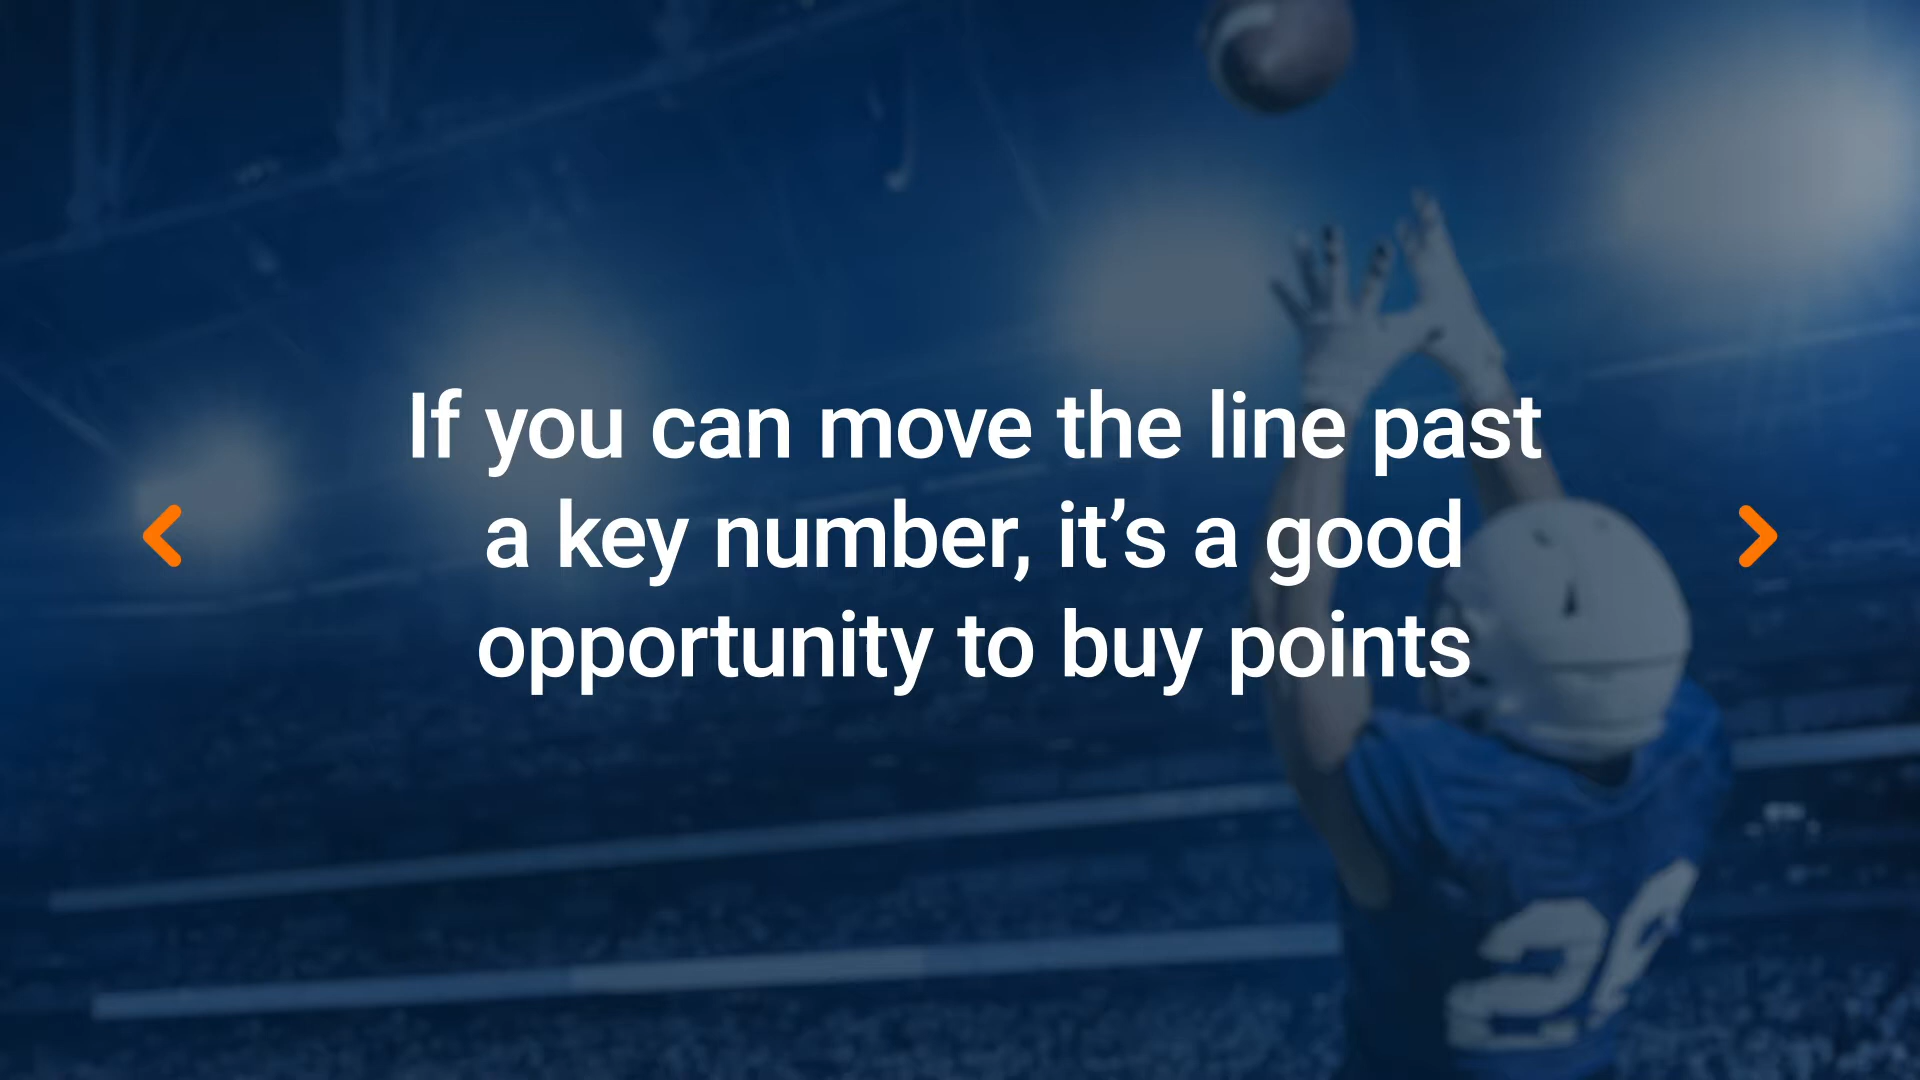 If you can move the line past
a key number, it’s a good
opportunity to buy points